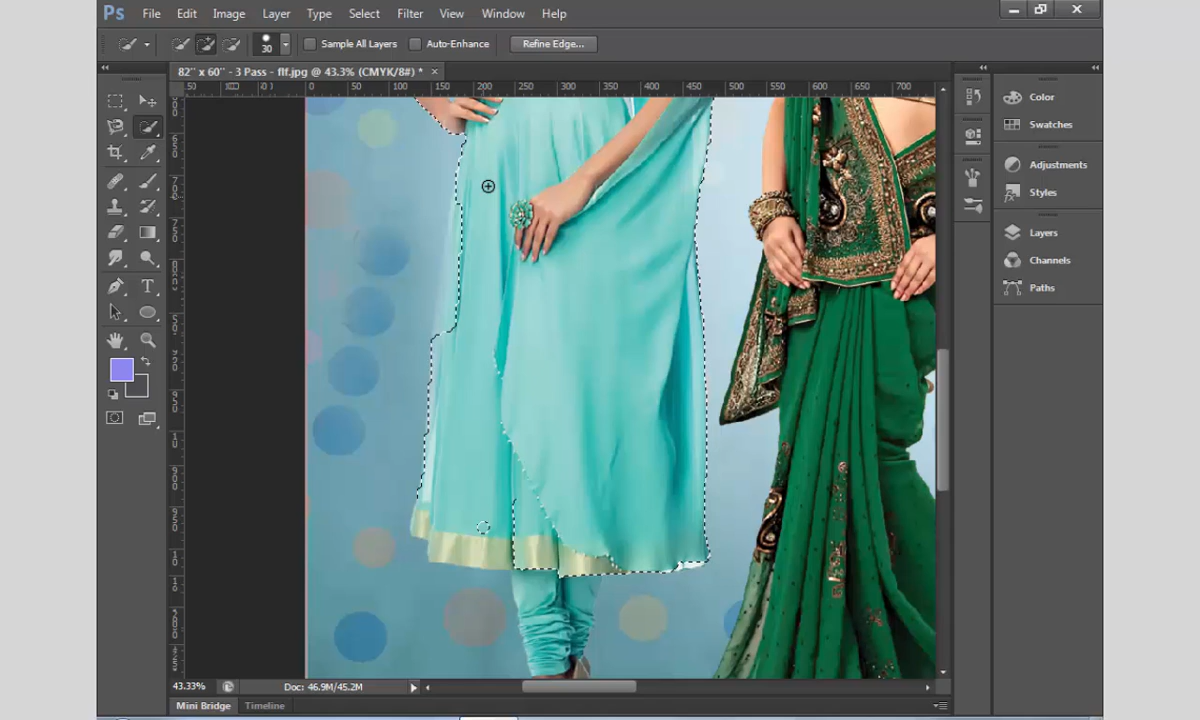 Ps File Edit Image Layer Type Select Filter View Window Help
30 Sample All Layers Auto-Enhance Refine Edge...
82" x 60" - 3 Pass - flf.jpg @ 43.3% (CMYK/8#) * ×
50 0 50 100 150 200 250 300 350 400 450 500 550 600 650 700
Color
Swatches
Adjustments
Styles
Layers
Channels
Paths
43.33% Doc: 46.9M/45.2M
Mini Bridge Timeline